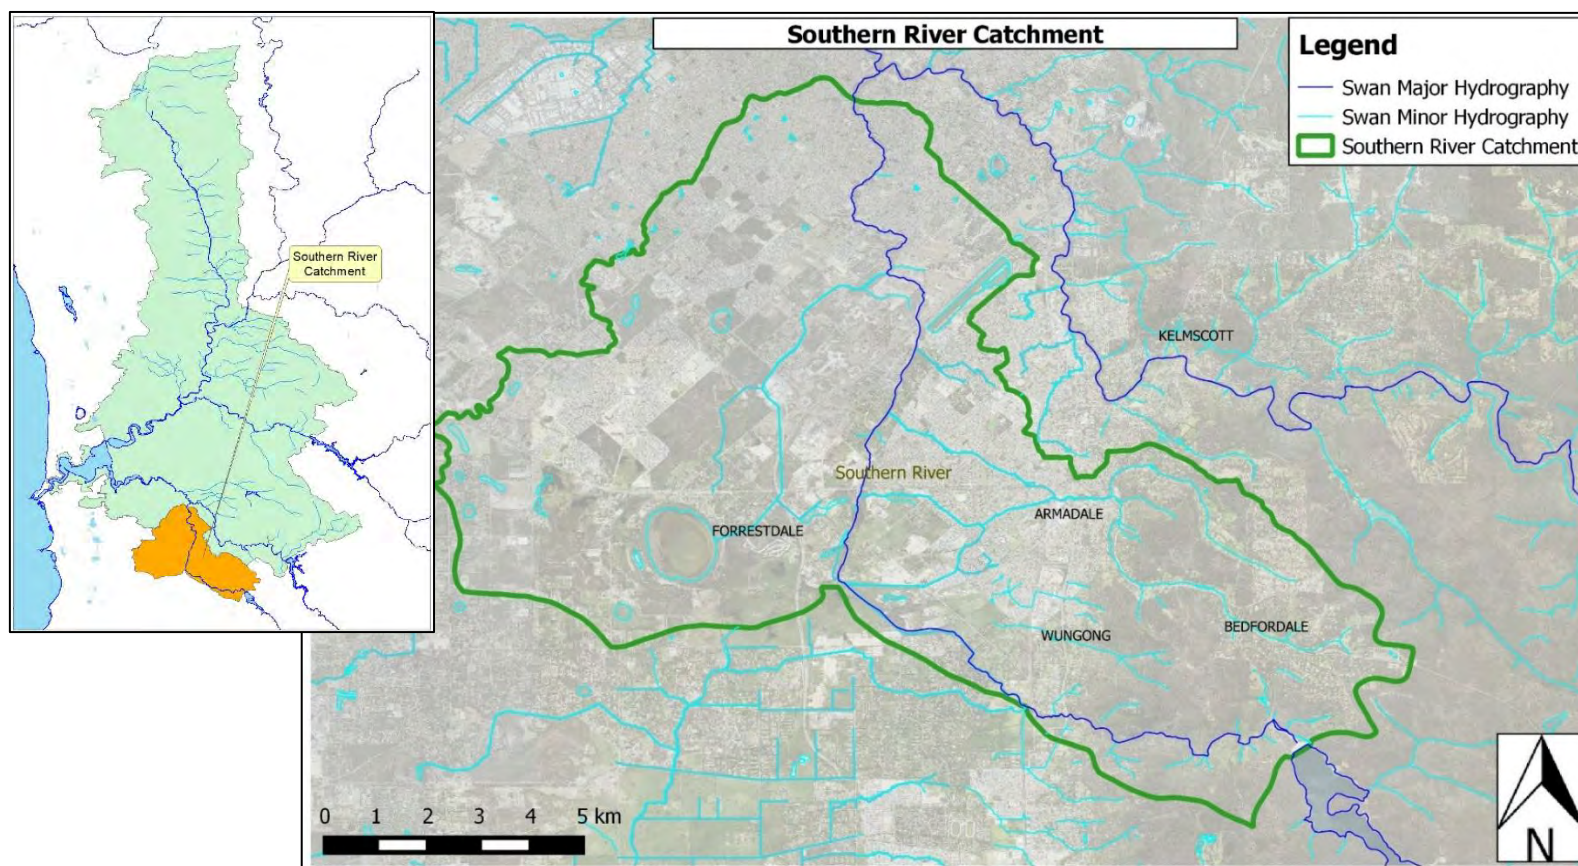 Southern River Catchment
Legend
Swan Major Hydrography
Swan Minor Hydrography
Southern River Catchment
Southern River
Catchment
KELMSCOTT
Southern River
FORRESTDALE
ARMADALE
WUNGONG
BEDFORDALE
0 1 2 3 4 5 km
N